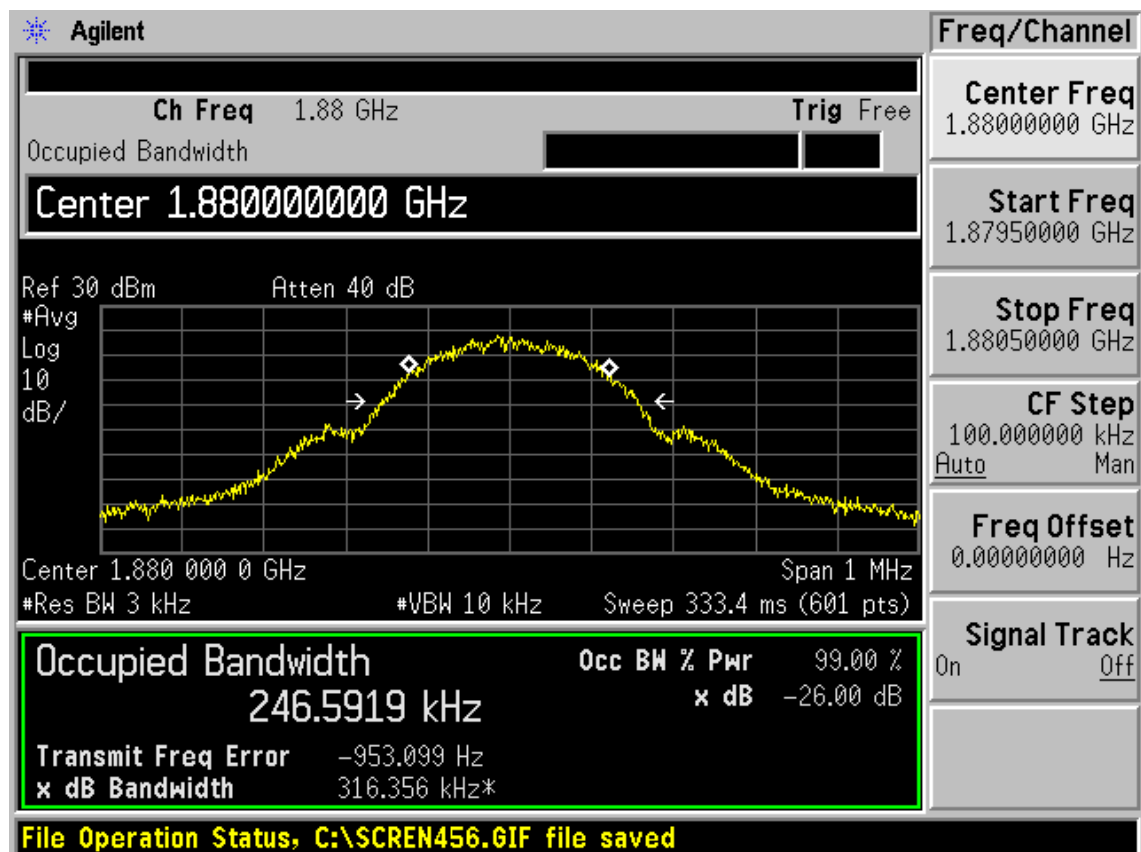 Agilent
Freq/Channel
Ch Freq 1.88 GHz Trig Free
Occupied Bandwidth
Center 1.880000000 GHz
Ref 30 dBm Atten 40 dB
#Avg
Log
10
dB/
Center 1.880 000 0 GHz Span 1 MHz
#Res BW 3 kHz #VBW 10 kHz Sweep 333.4 ms (601 pts)
Occupied Bandwidth Occ BW % Pwr 99.00 %
246.5919 kHz x dB -26.00 dB
Transmit Freq Error -953.099 Hz
x dB Bandwidth 316.356 kHz*
Center Freq
1.88000000 GHz
Start Freq
1.87950000 GHz
Stop Freq
1.88050000 GHz
CF Step
100.000000 kHz
Auto Man
Freq Offset
0.00000000 Hz
Signal Track
On Off
File Operation Status, C:\SCREN456.GIF file saved